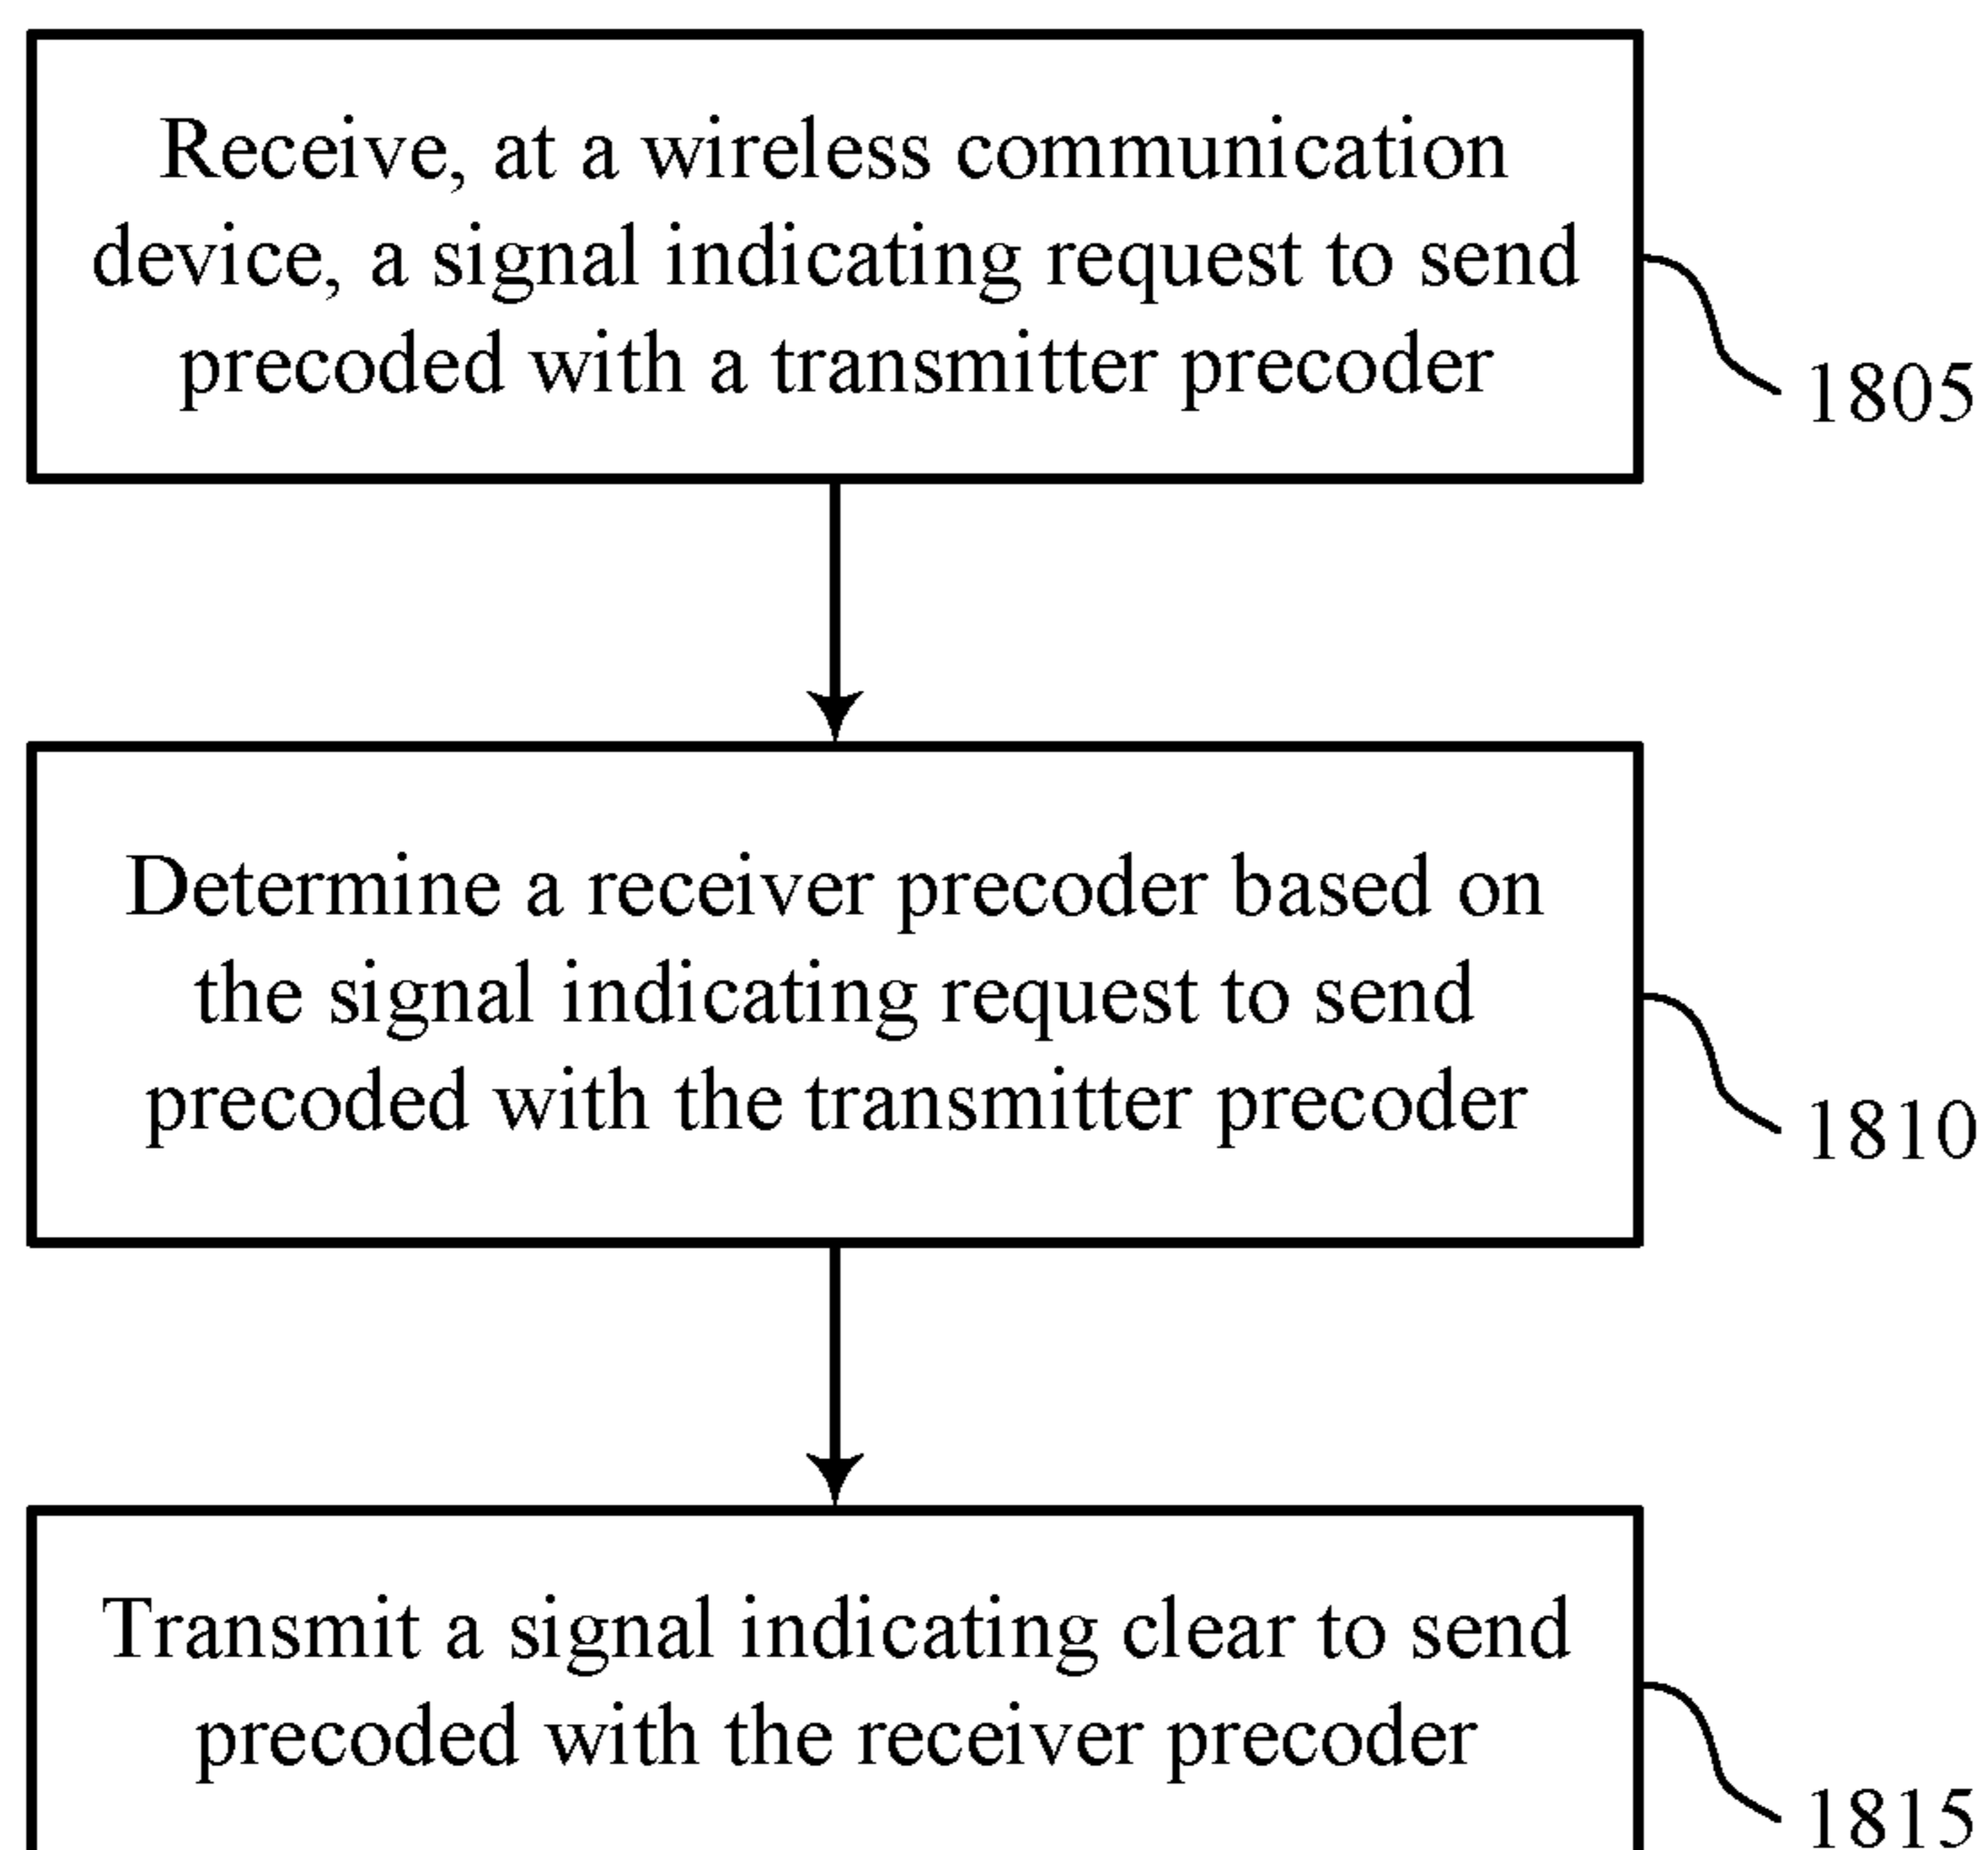 Receive, at a wireless communication
device, a signal indicating request to send
precoded with a transmitter precoder
1805
Determine a receiver precoder based on
the signal indicating request to send
precoded with the transmitter precoder
1810
Transmit a signal indicating clear to send
precoded with the receiver precoder
1815